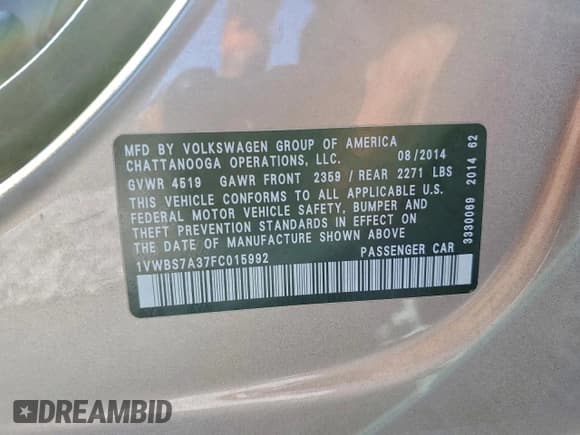 MFD BY VOLKSWAGEN GROUP OF AMERICA
CHATTANOOGA OPERATIONS, LLC. 08/2014
GVWR 4519 GAWR FRONT 2359 / REAR 2271 LBS
THIS VEHICLE CONFORMS TO ALL APPLICABLE U.S.
FEDERAL MOTOR VEHICLE SAFETY, BUMPER AND
THEFT PREVENTION STANDARDS IN EFFECT ON
THE DATE OF MANUFACTURE SHOWN ABOVE
1VWBS7A37FC015992 PASSENGER CAR
3330069 2014 62
DREAMBID